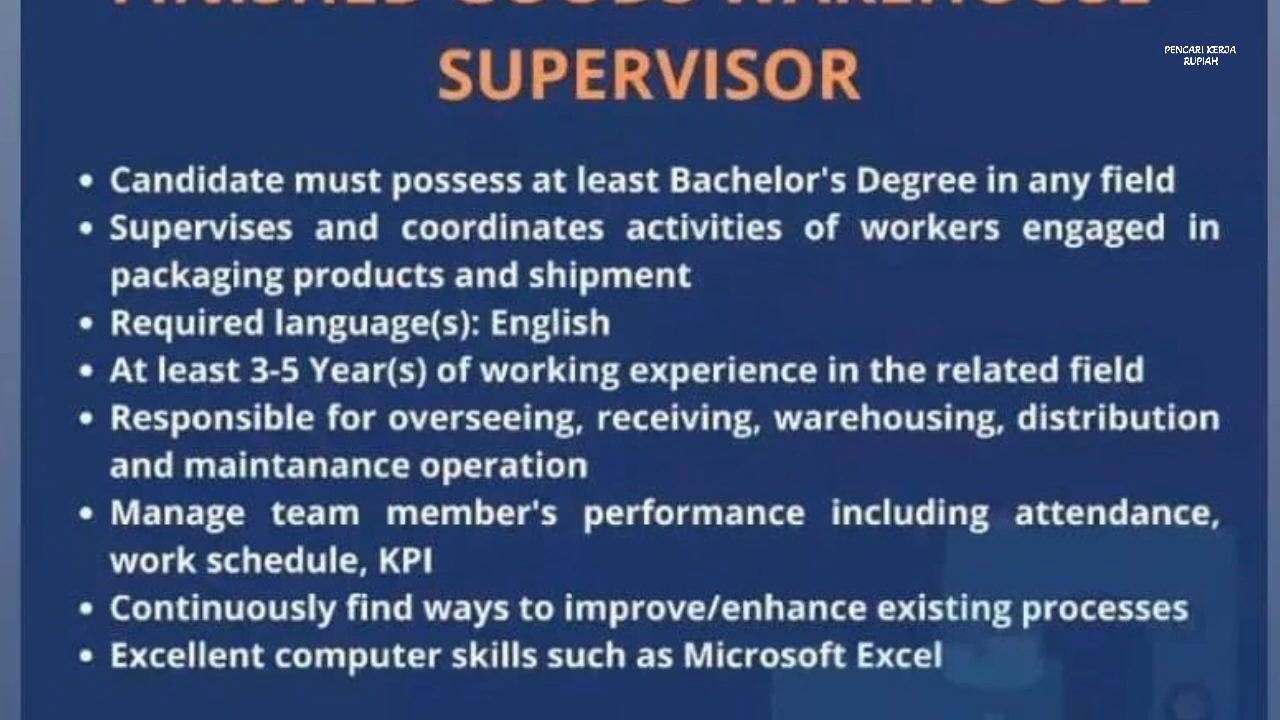 FINISHED GOODS WAREHOUSE
SUPERVISOR
PENCARI KERJA
RUPIAH
• Candidate must possess at least Bachelor's Degree in any field
• Supervises and coordinates activities of workers engaged in
packaging products and shipment
• Required language(s): English
• At least 3-5 Year(s) of working experience in the related field
• Responsible for overseeing, receiving, warehousing, distribution
and maintanance operation
• Manage team member's performance including attendance,
work schedule, KPI
• Continuously find ways to improve/enhance existing processes
• Excellent computer skills such as Microsoft Excel